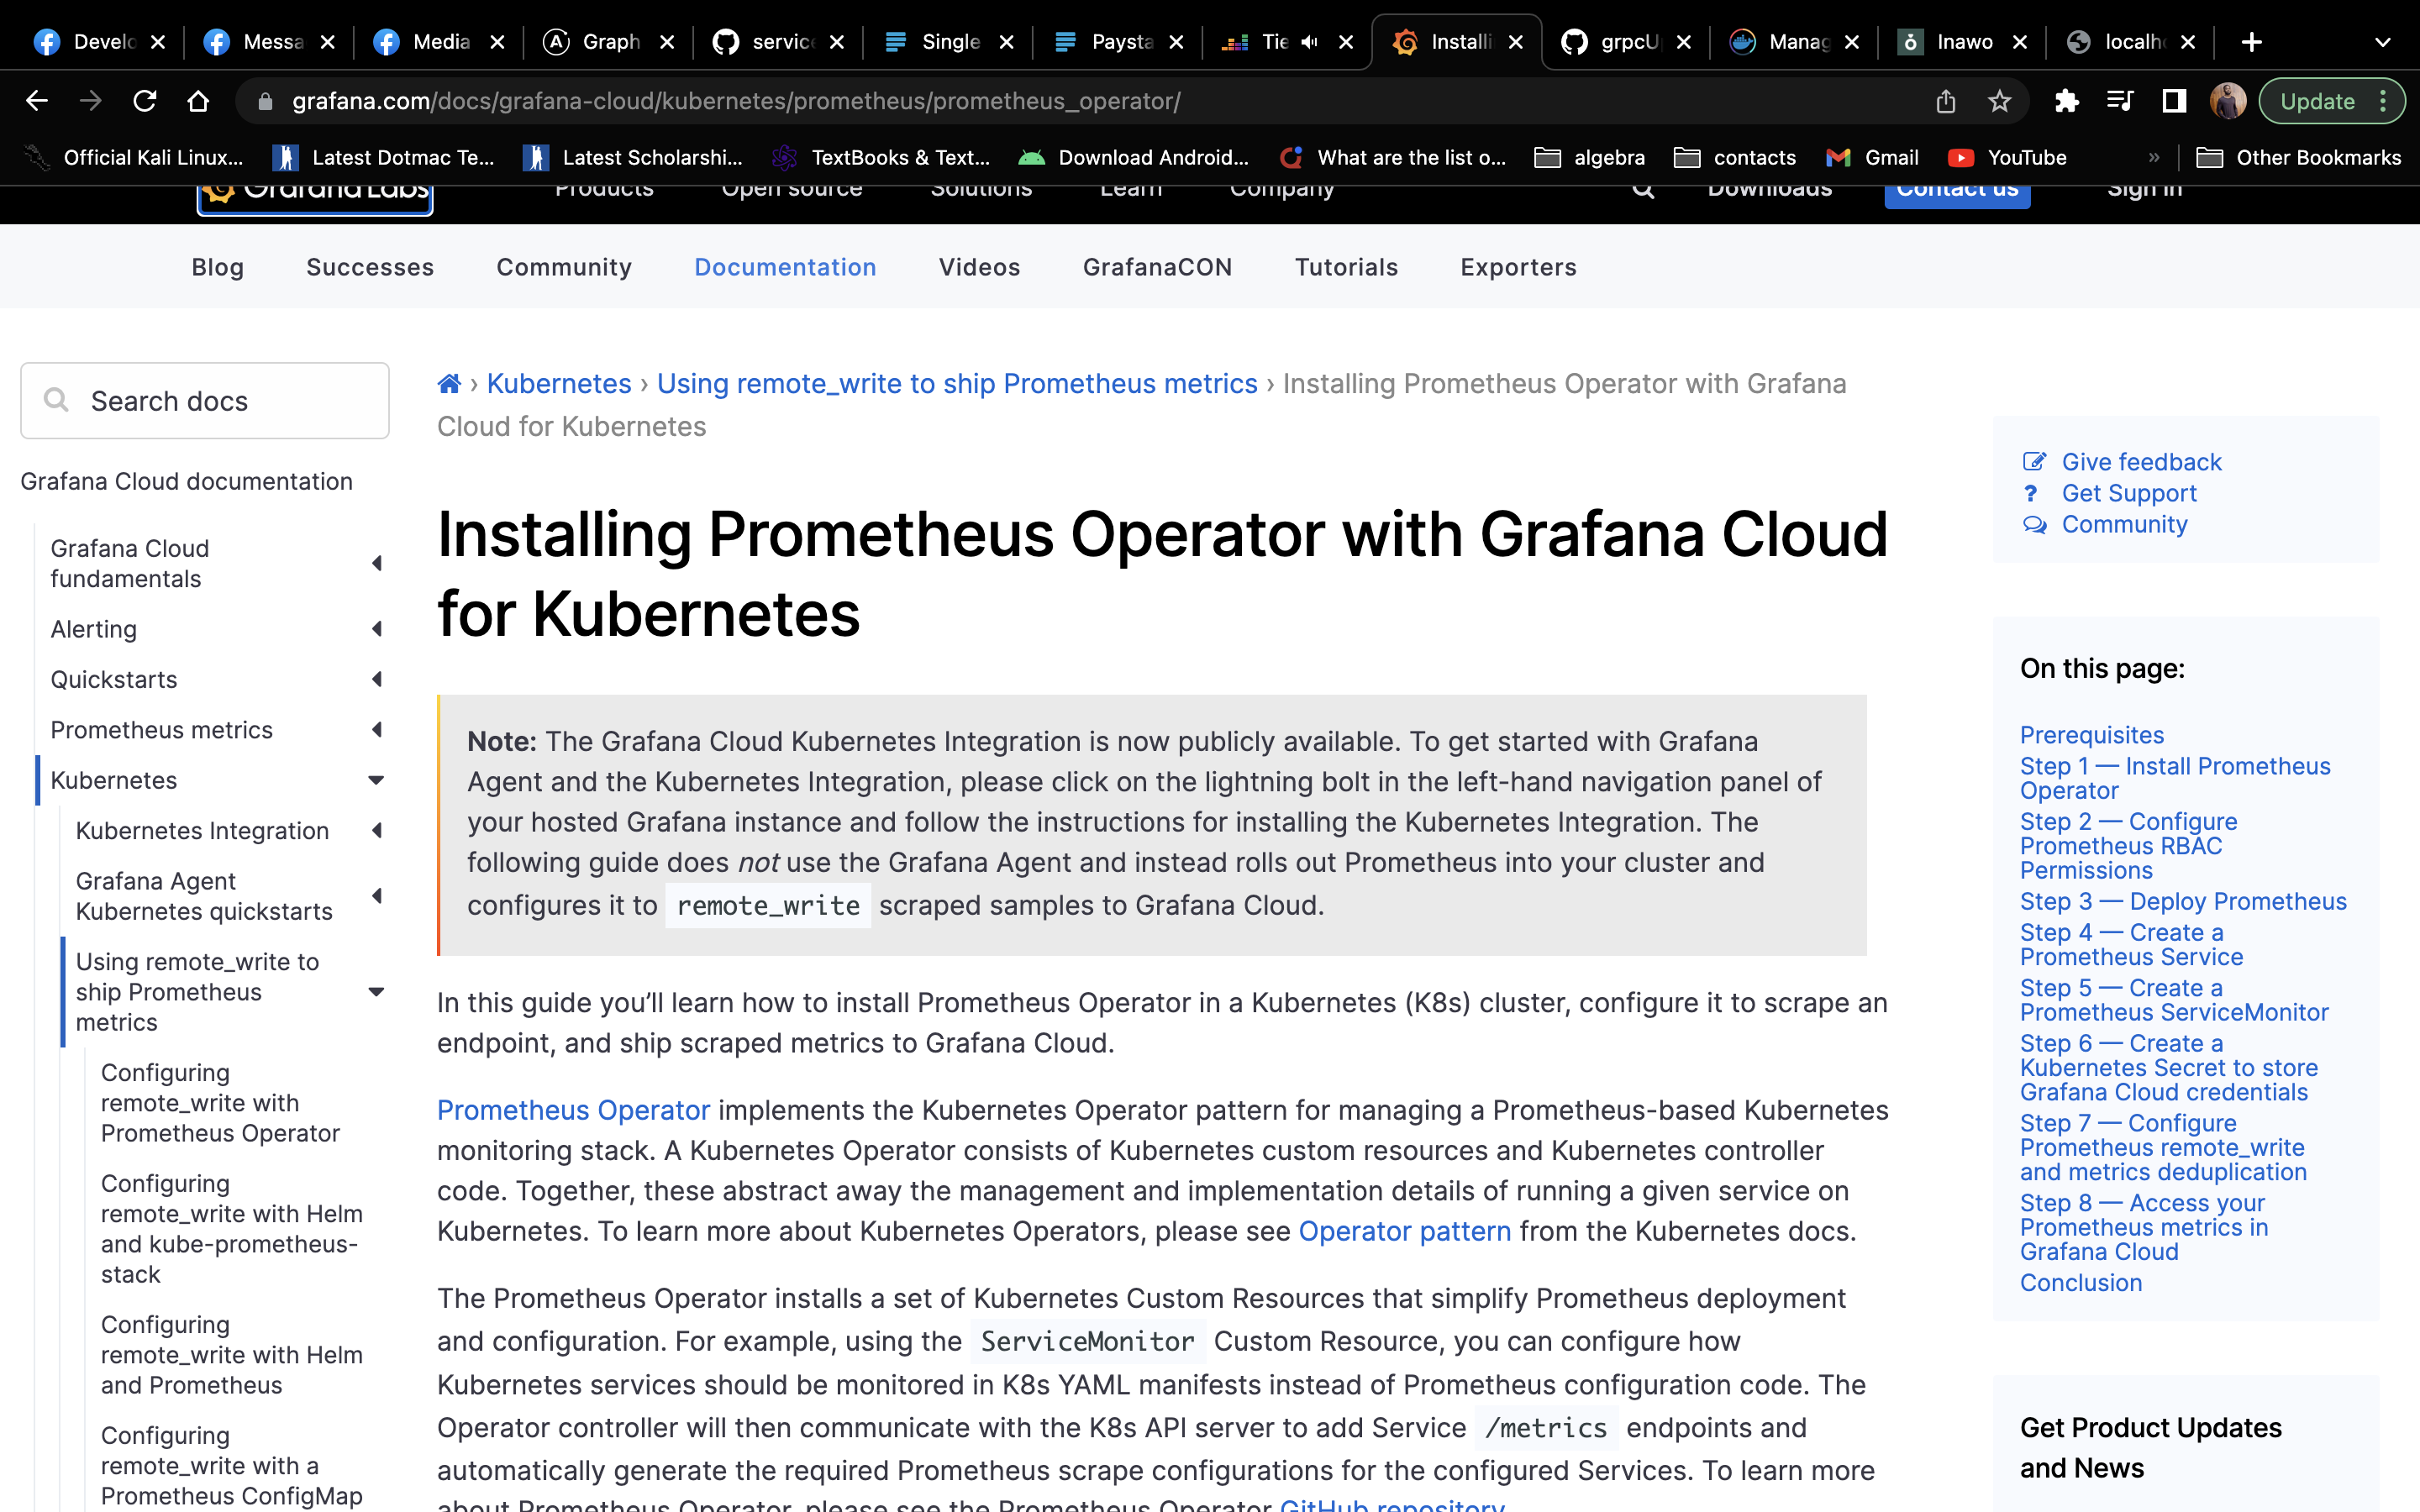 Develo
Messa
Media
Graph
service
Single
Paysta
Tie
Installi
grpcU
Manag
Inawo
localh
grafana.com/docs/grafana-cloud/kubernetes/prometheus/prometheus_operator/
Update
Official Kali Linux...
Latest Dotmac Te...
Latest Scholarshi...
TextBooks & Text...
Download Android...
What are the list o...
algebra
contacts
Gmail
YouTube
»
Other Bookmarks
Grafana Labs
Products
Open source
Solutions
Learn
Company
Downloads
Contact us
Sign in
Blog
Successes
Community
Documentation
Videos
GrafanaCON
Tutorials
Exporters
Search docs
Grafana Cloud documentation
Grafana Cloud
fundamentals
Alerting
Quickstarts
Prometheus metrics
Kubernetes
Kubernetes Integration
Grafana Agent
Kubernetes quickstarts
Using remote_write to
ship Prometheus
metrics
Configuring
remote_write with
Prometheus Operator
Configuring
remote_write with Helm
and kube-prometheus-
stack
Configuring
remote_write with Helm
and Prometheus
Configuring
remote_write with a
Prometheus ConfigMap
› Kubernetes › Using remote_write to ship Prometheus metrics › Installing Prometheus Operator with Grafana
Cloud for Kubernetes
Installing Prometheus Operator with Grafana Cloud
for Kubernetes
Note: The Grafana Cloud Kubernetes Integration is now publicly available. To get started with Grafana
Agent and the Kubernetes Integration, please click on the lightning bolt in the left-hand navigation panel of
your hosted Grafana instance and follow the instructions for installing the Kubernetes Integration. The
following guide does not use the Grafana Agent and instead rolls out Prometheus into your cluster and
configures it to remote_write scraped samples to Grafana Cloud.
In this guide you’ll learn how to install Prometheus Operator in a Kubernetes (K8s) cluster, configure it to scrape an
endpoint, and ship scraped metrics to Grafana Cloud.
Prometheus Operator implements the Kubernetes Operator pattern for managing a Prometheus-based Kubernetes
monitoring stack. A Kubernetes Operator consists of Kubernetes custom resources and Kubernetes controller
code. Together, these abstract away the management and implementation details of running a given service on
Kubernetes. To learn more about Kubernetes Operators, please see Operator pattern from the Kubernetes docs.
The Prometheus Operator installs a set of Kubernetes Custom Resources that simplify Prometheus deployment
and configuration. For example, using the ServiceMonitor Custom Resource, you can configure how
Kubernetes services should be monitored in K8s YAML manifests instead of Prometheus configuration code. The
Operator controller will then communicate with the K8s API server to add Service /metrics endpoints and
automatically generate the required Prometheus scrape configurations for the configured Services. To learn more
about Prometheus Operator, please see the Prometheus Operator GitHub repository.
Give feedback
? Get Support
Community
On this page:
Prerequisites
Step 1 — Install Prometheus
Operator
Step 2 — Configure
Prometheus RBAC
Permissions
Step 3 — Deploy Prometheus
Step 4 — Create a
Prometheus Service
Step 5 — Create a
Prometheus ServiceMonitor
Step 6 — Create a
Kubernetes Secret to store
Grafana Cloud credentials
Step 7 — Configure
Prometheus remote_write
and metrics deduplication
Step 8 — Access your
Prometheus metrics in
Grafana Cloud
Conclusion
Get Product Updates
and News